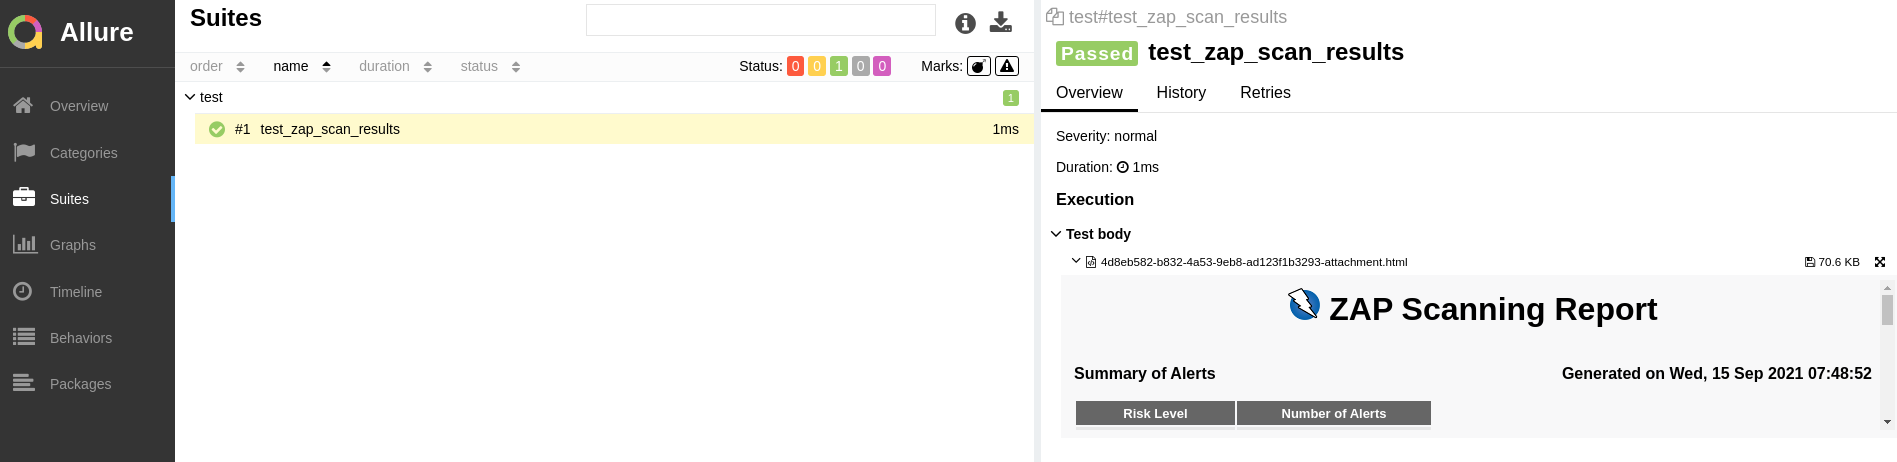 Allure
Overview
Categories
Suites
Graphs
Timeline
Behaviors
Packages
Suites
order name duration status Status: 0 0 1 0 0 Marks:
test 1
#1 test_zap_scan_results 1ms
test#test_zap_scan_results
Passed test_zap_scan_results
Overview History Retries
Severity: normal
Duration: 1ms
Execution
Test body
4d8eb582-b832-4a53-9eb8-ad123f1b3293-attachment.html 70.6 KB
ZAP Scanning Report
Summary of Alerts Generated on Wed, 15 Sep 2021 07:48:52
Risk Level Number of Alerts